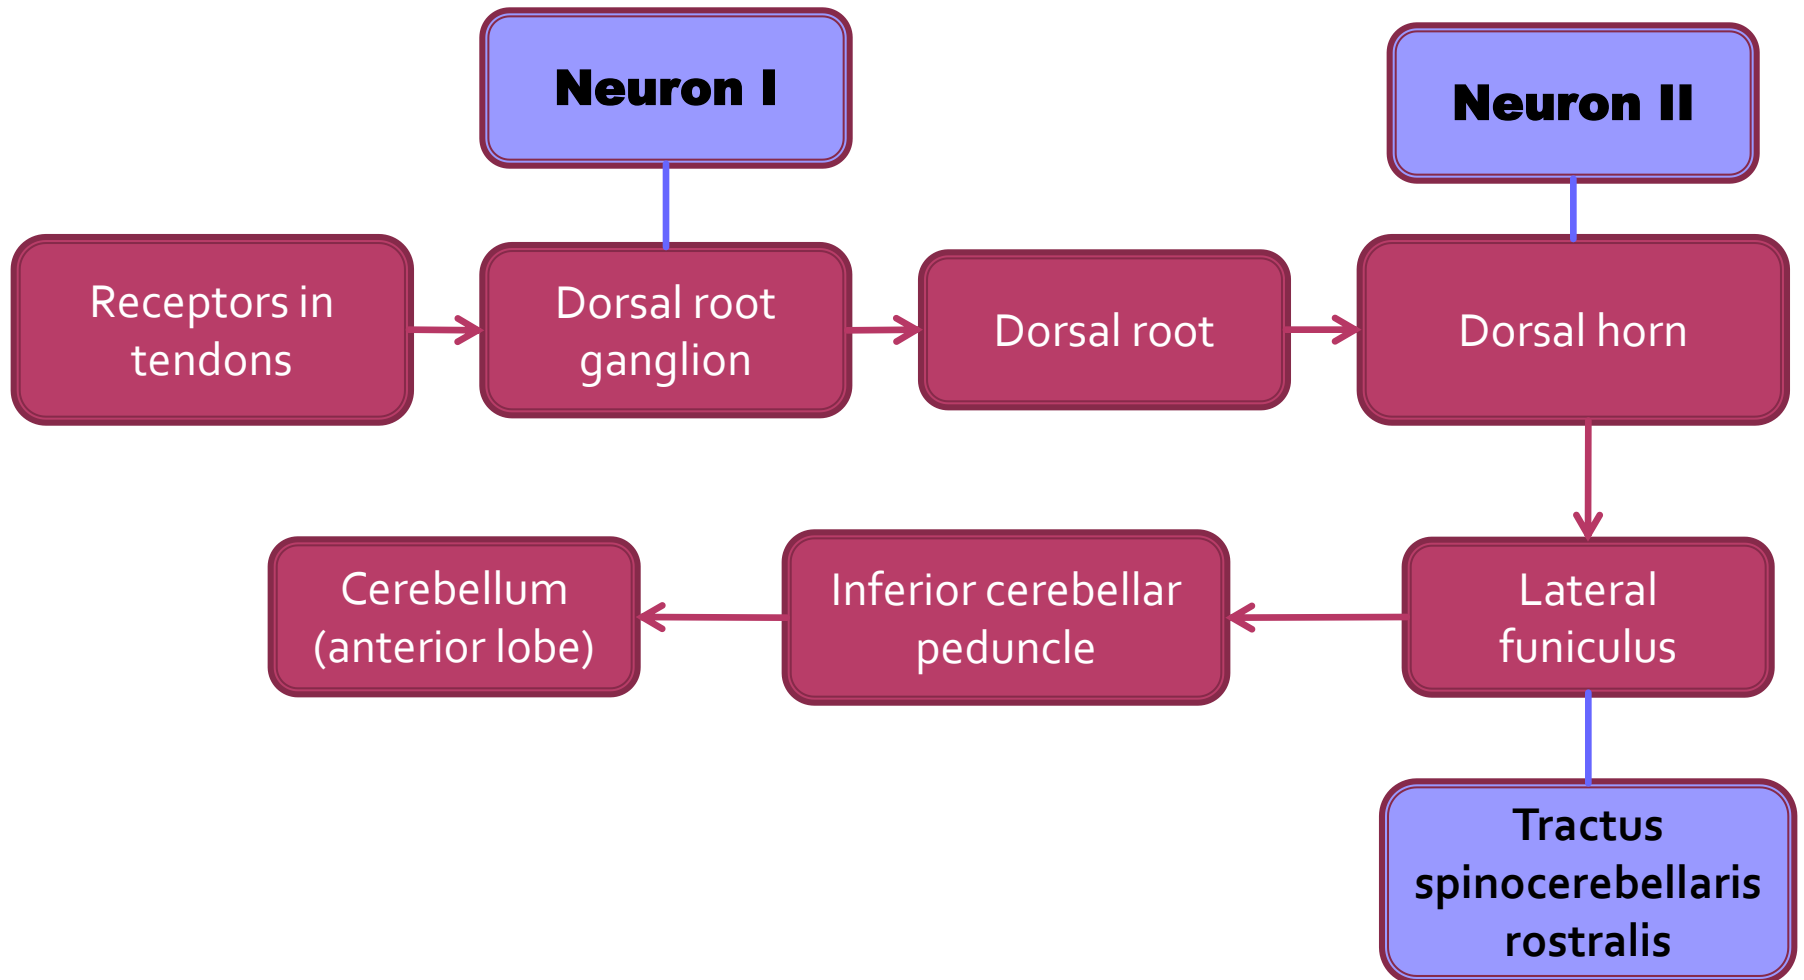 Neuron I
Neuron II
Receptors in
tendons
Dorsal root
ganglion
Dorsal root
Dorsal horn
Cerebellum
(anterior lobe)
Inferior cerebellar
peduncle
Lateral
funiculus
Tractus
spinocerebellaris
rostralis